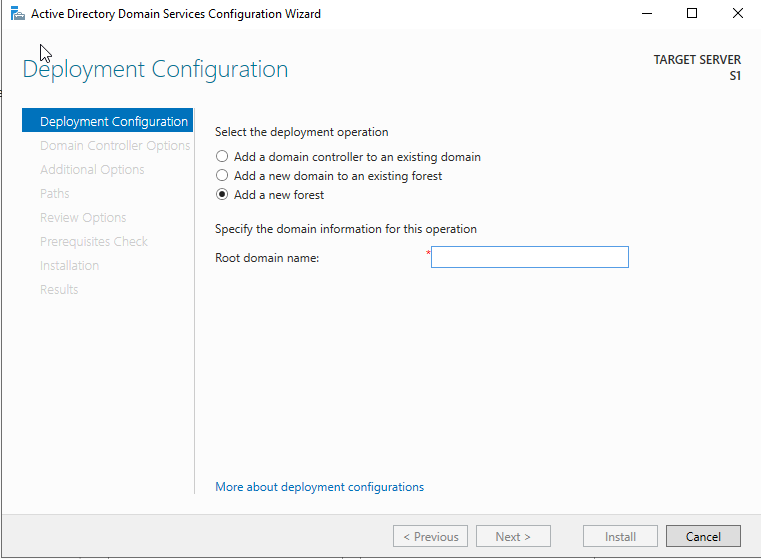 Active Directory Domain Services Configuration Wizard
Deployment Configuration
TARGET SERVER
S1
Deployment Configuration
Domain Controller Options
Additional Options
Paths
Review Options
Prerequisites Check
Installation
Results
Select the deployment operation
Add a domain controller to an existing domain
Add a new domain to an existing forest
Add a new forest
Specify the domain information for this operation
Root domain name:
*
More about deployment configurations
< Previous
Next >
Install
Cancel